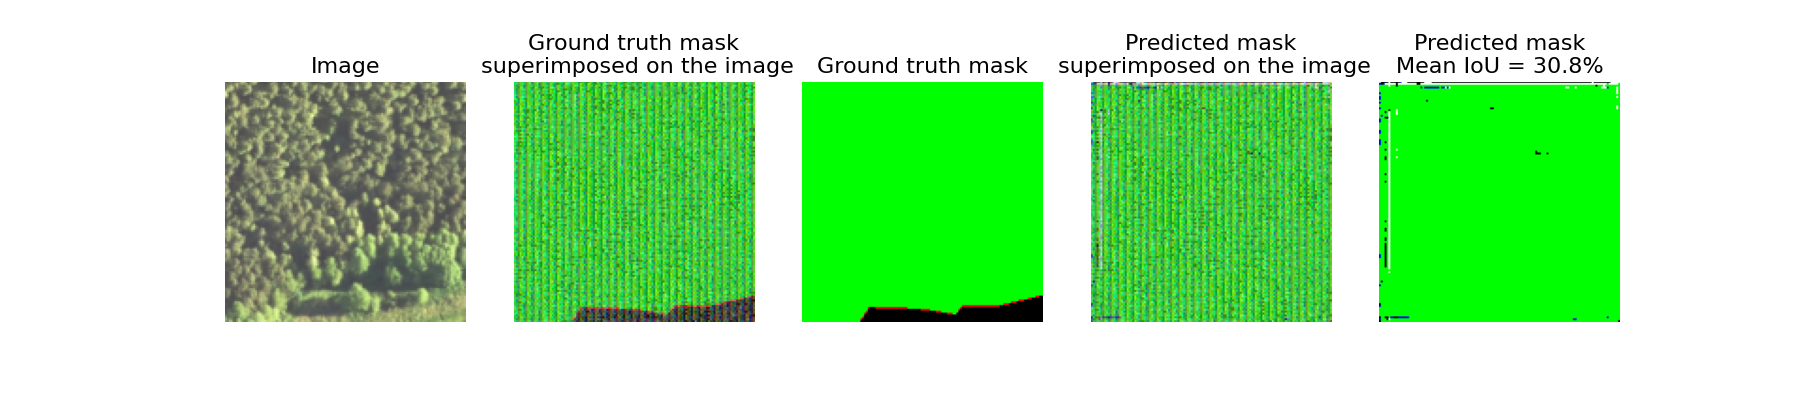 Image
Ground truth mask
superimposed on the image
Ground truth mask
Predicted mask
superimposed on the image
Predicted mask
Mean IoU = 30.8%